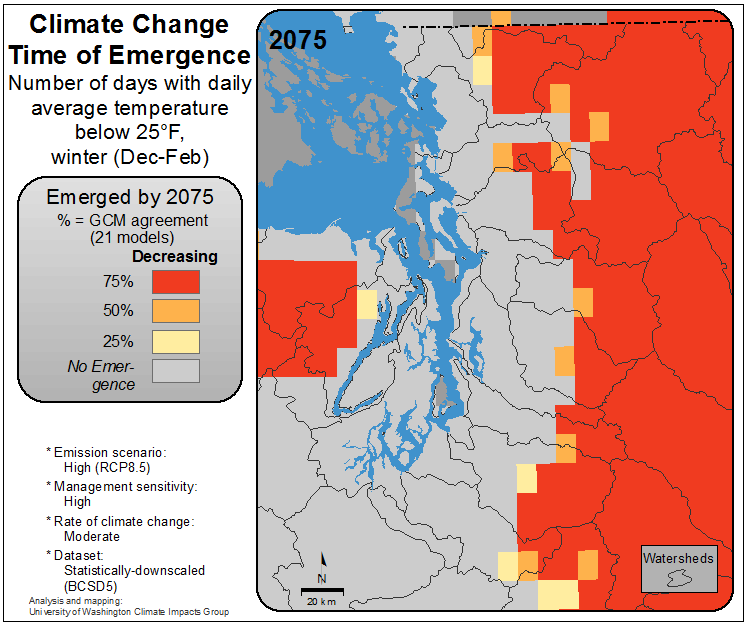 Climate Change
Time of Emergence
Number of days with daily
average temperature
below 25°F,
winter (Dec-Feb)
Emerged by 2075
% = GCM agreement
(21 models)
Decreasing
75%
50%
25%
No Emer-
gence
* Emission scenario:
High (RCP8.5)
* Management sensitivity:
High
* Rate of climate change:
Moderate
* Dataset:
Statistically-downscaled
(BCSD5)
Analysis and mapping:
University of Washington Climate Impacts Group
2075
N
20 km
Watersheds